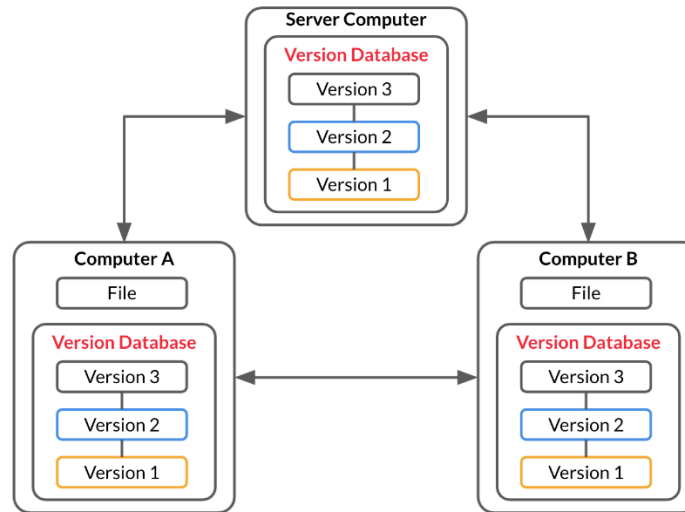 Server Computer
Version Database
Version 3
Version 2
Version 1
Computer A
File
Version Database
Version 3
Version 2
Version 1
Computer B
File
Version Database
Version 3
Version 2
Version 1